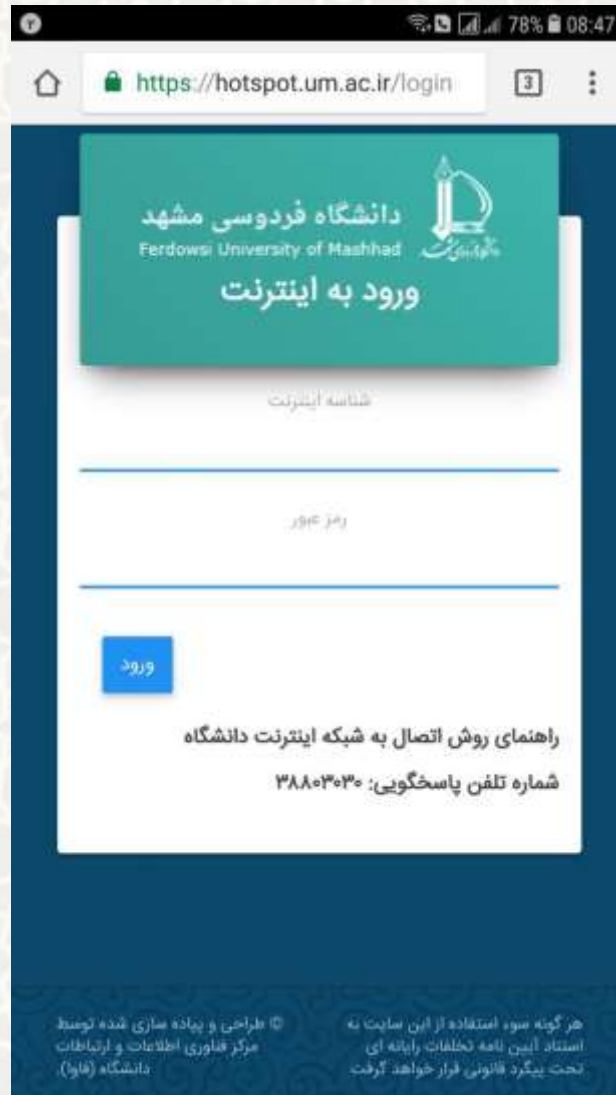 ۲
78%
08:47
https://hotspot.um.ac.ir/login
3
دانشگاه فردوسی مشهد
Ferdowsi University of Mashhad
ورود به اینترنت
شناسه اینترنت
رمز عبور
ورود
راهنمای روش اتصال به شبکه اینترنت دانشگاه
شماره تلفن پاسخگویی: ۳۸۸۰۳۰۳۰
هر گونه سوء استفاده از این سایت به
استناد آیین نامه تخلفات رایانه ای
تحت پیگرد قانونی قرار خواهد گرفت
© طراحی و پیاده سازی شده توسط
مرکز فناوری اطلاعات و ارتباطات
دانشگاه (فاوا).